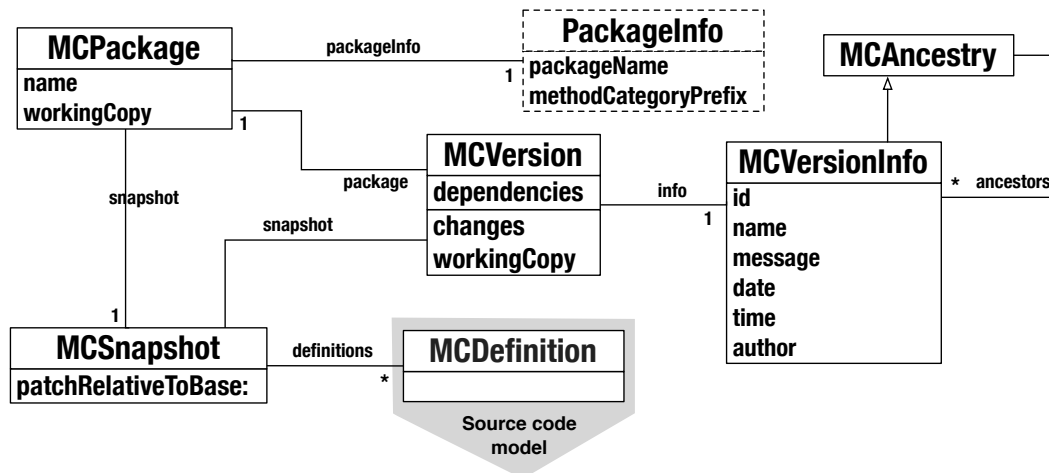 MCPackage
name
workingCopy
packageInfo
1
PackageInfo
packageName
methodCategoryPrefix
MCAncestry
1
package
snapshot
MCVersion
dependencies
changes
workingCopy
info
1
MCVersionInfo
id
name
message
date
time
author
* ancestors
snapshot
1
MCSnapshot
patchRelativeToBase:
definitions
*
MCDefinition
Source code
model